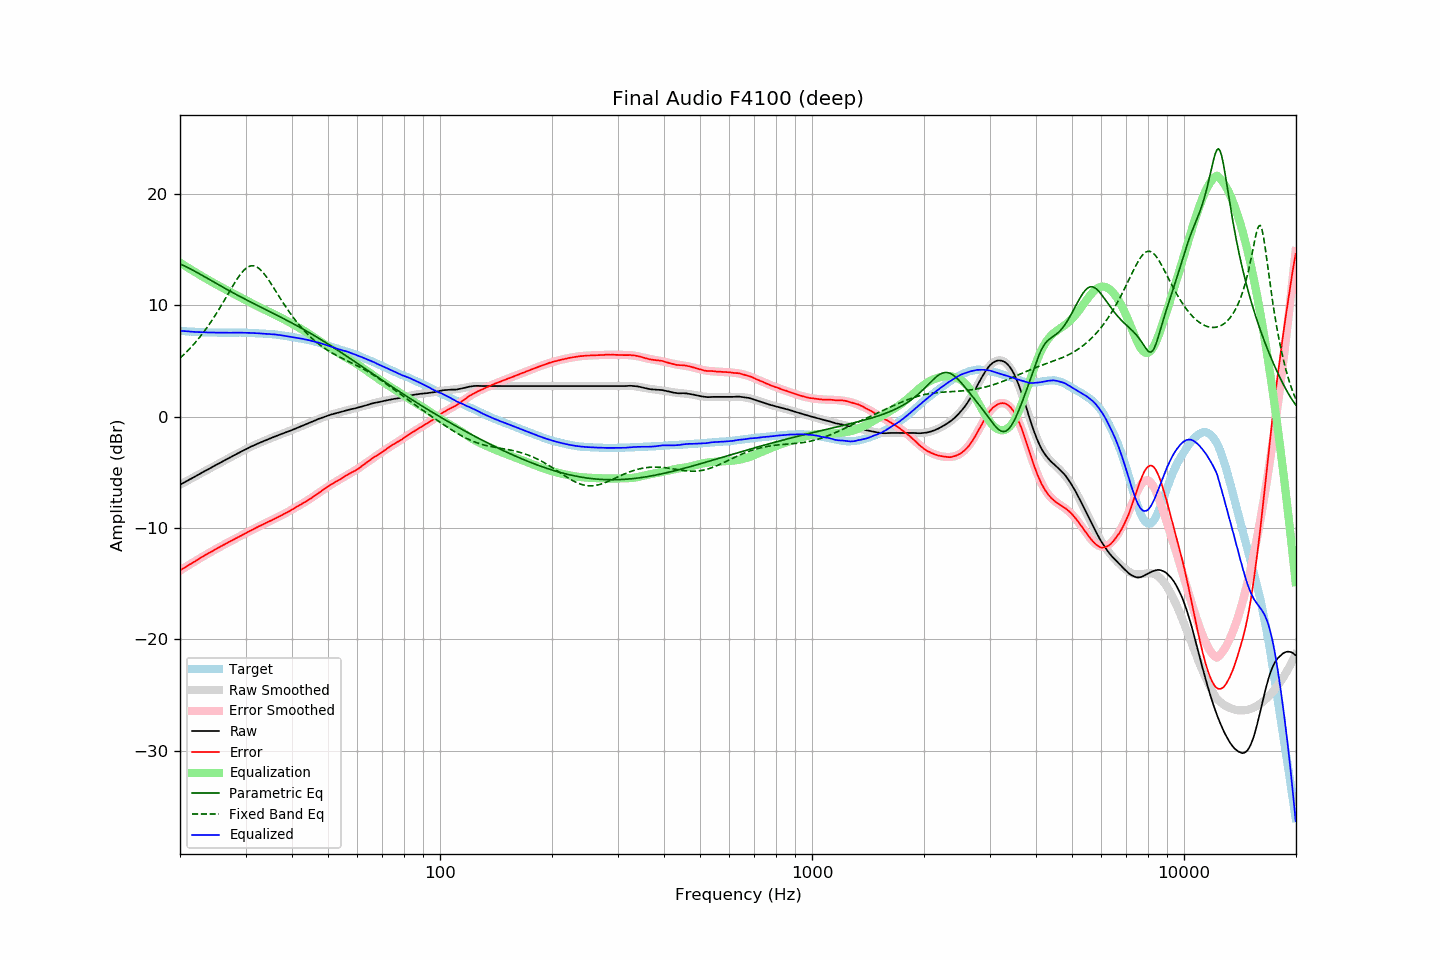 Final Audio F4100 (deep)
Amplitude (dBr)
20
10
0
−10
−20
−30
Target
Raw Smoothed
Error Smoothed
Raw
Error
Equalization
Parametric Eq
Fixed Band Eq
Equalized
100 1000 10000
Frequency (Hz)